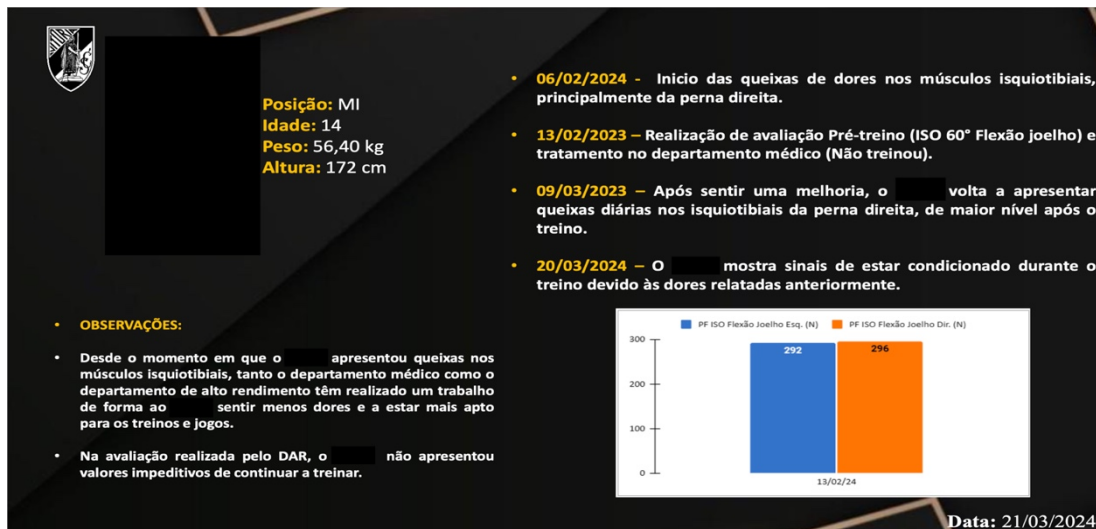 Posição: MI
Idade: 14
Peso: 56,40 kg
Altura: 172 cm
• OBSERVAÇÕES:
• Desde o momento em que o apresentou queixas nos
músculos isquiotibiais, tanto o departamento médico como o
departamento de alto rendimento têm realizado um trabalho
de forma ao sentir menos dores e a estar mais apto
para os treinos e jogos.
• Na avaliação realizada pelo DAR, o não apresentou
valores impeditivos de continuar a treinar.
• 06/02/2024 - Inicio das queixas de dores nos músculos isquiotibiais,
principalmente da perna direita.
• 13/02/2023 – Realização de avaliação Pré-treino (ISO 60° Flexão joelho) e
tratamento no departamento médico (Não treinou).
• 09/03/2023 – Após sentir uma melhoria, o volta a apresentar
queixas diárias nos isquiotibiais da perna direita, de maior nível após o
treino.
• 20/03/2024 – O mostra sinais de estar condicionado durante o
treino devido às dores relatadas anteriormente.
PF ISO Flexão Joelho Esq. (N) PF ISO Flexão Joelho Dir. (N)
300
200
100
0
292
296
13/02/24
Data: 21/03/2024